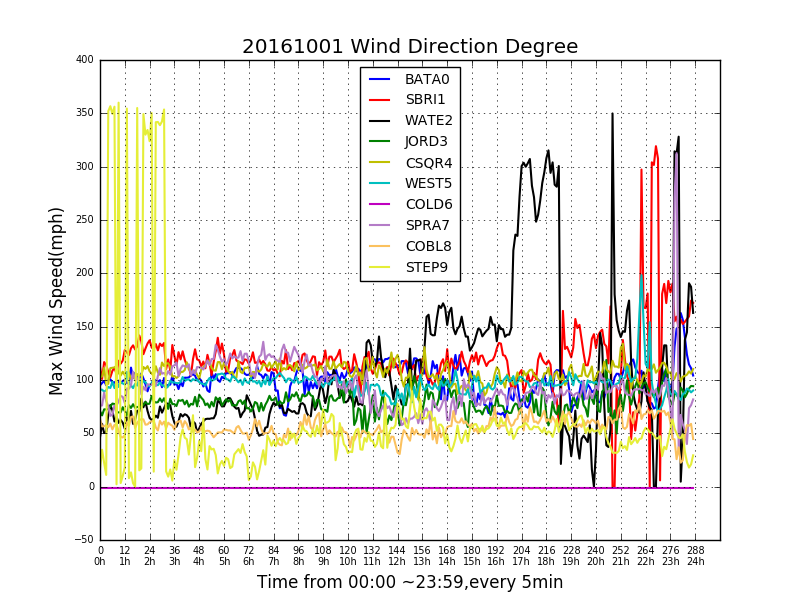 20161001 Wind Direction Degree
Max Wind Speed(mph)
400
350
300
250
200
150
100
50
0
−50
BATA0
SBRI1
WATE2
JORD3
CSQR4
WEST5
COLD6
SPRA7
COBL8
STEP9
0 12 24 36 48 60 72 84 96 108 120 132 144 156 168 180 192 204 216 228 240 252 264 276 288
0h 1h 2h 3h 4h 5h 6h 7h 8h 9h 10h 11h 12h 13h 14h 15h 16h 17h 18h 19h 20h 21h 22h 23h 24h
Time from 00:00 ~23:59,every 5min